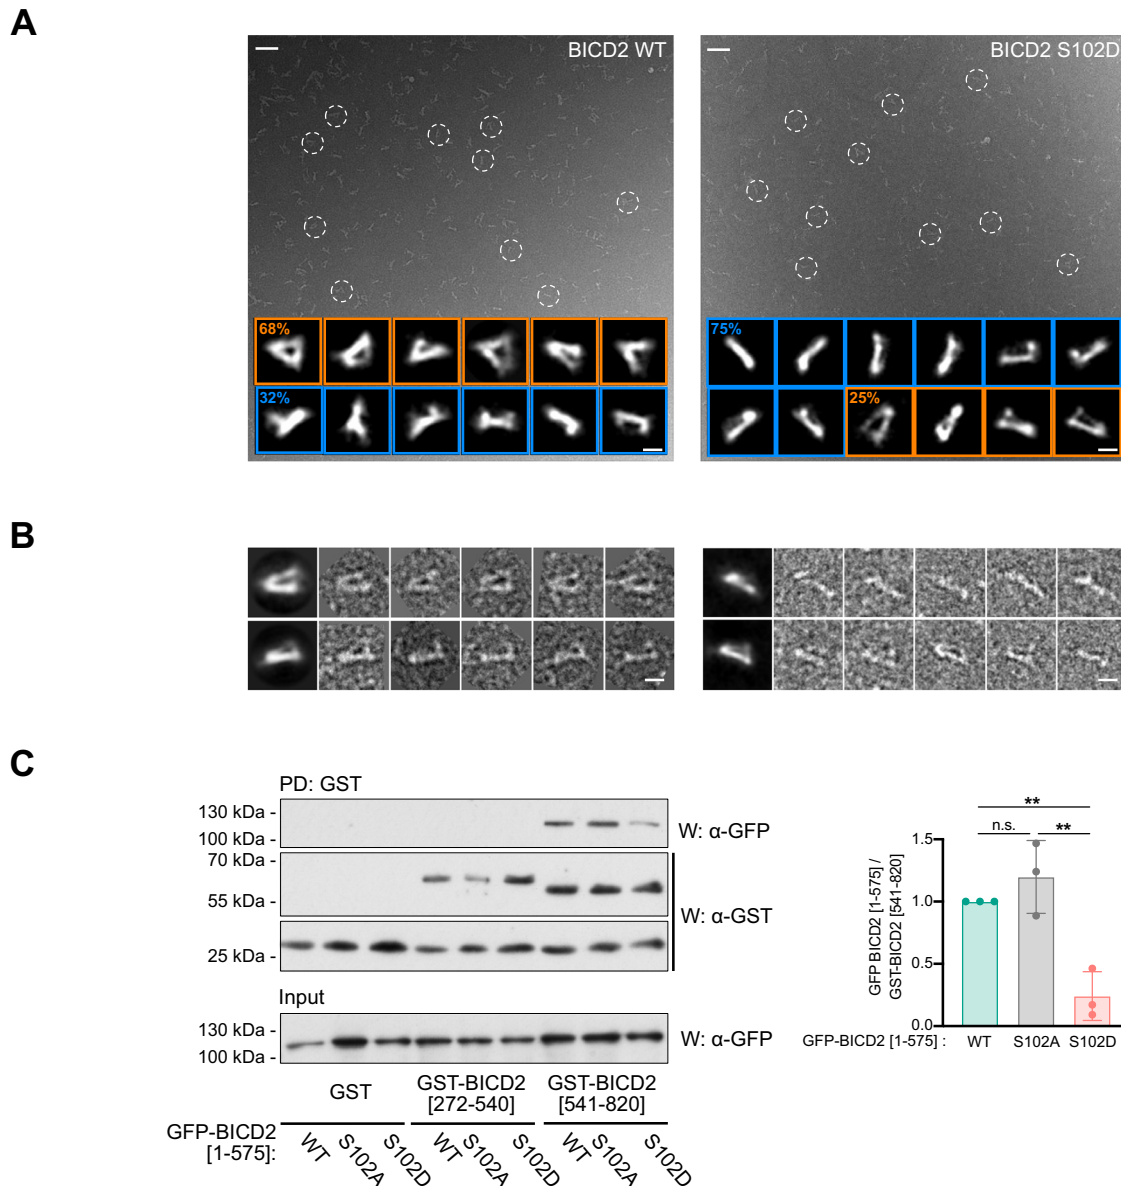 A
BICD2 WT
BICD2 S102D
68%
32%
75%
25%
B
C
PD: GST
130 kDa -
100 kDa -
W: α-GFP
70 kDa -
55 kDa -
W: α-GST
25 kDa -
Input
130 kDa -
100 kDa -
W: α-GFP
GST
GST-BICD2
[272-540]
GST-BICD2
[541-820]
GFP-BICD2
[1-575]:
WT
S102A
S102D
WT
S102A
S102D
WT
S102A
S102D
**
n.s.
**
GFP BICD2 [1-575] /
GST-BICD2 [541-820]
1.5
1.0
0.5
0.0
GFP-BICD2 [1-575] :
WT
S102A
S102D